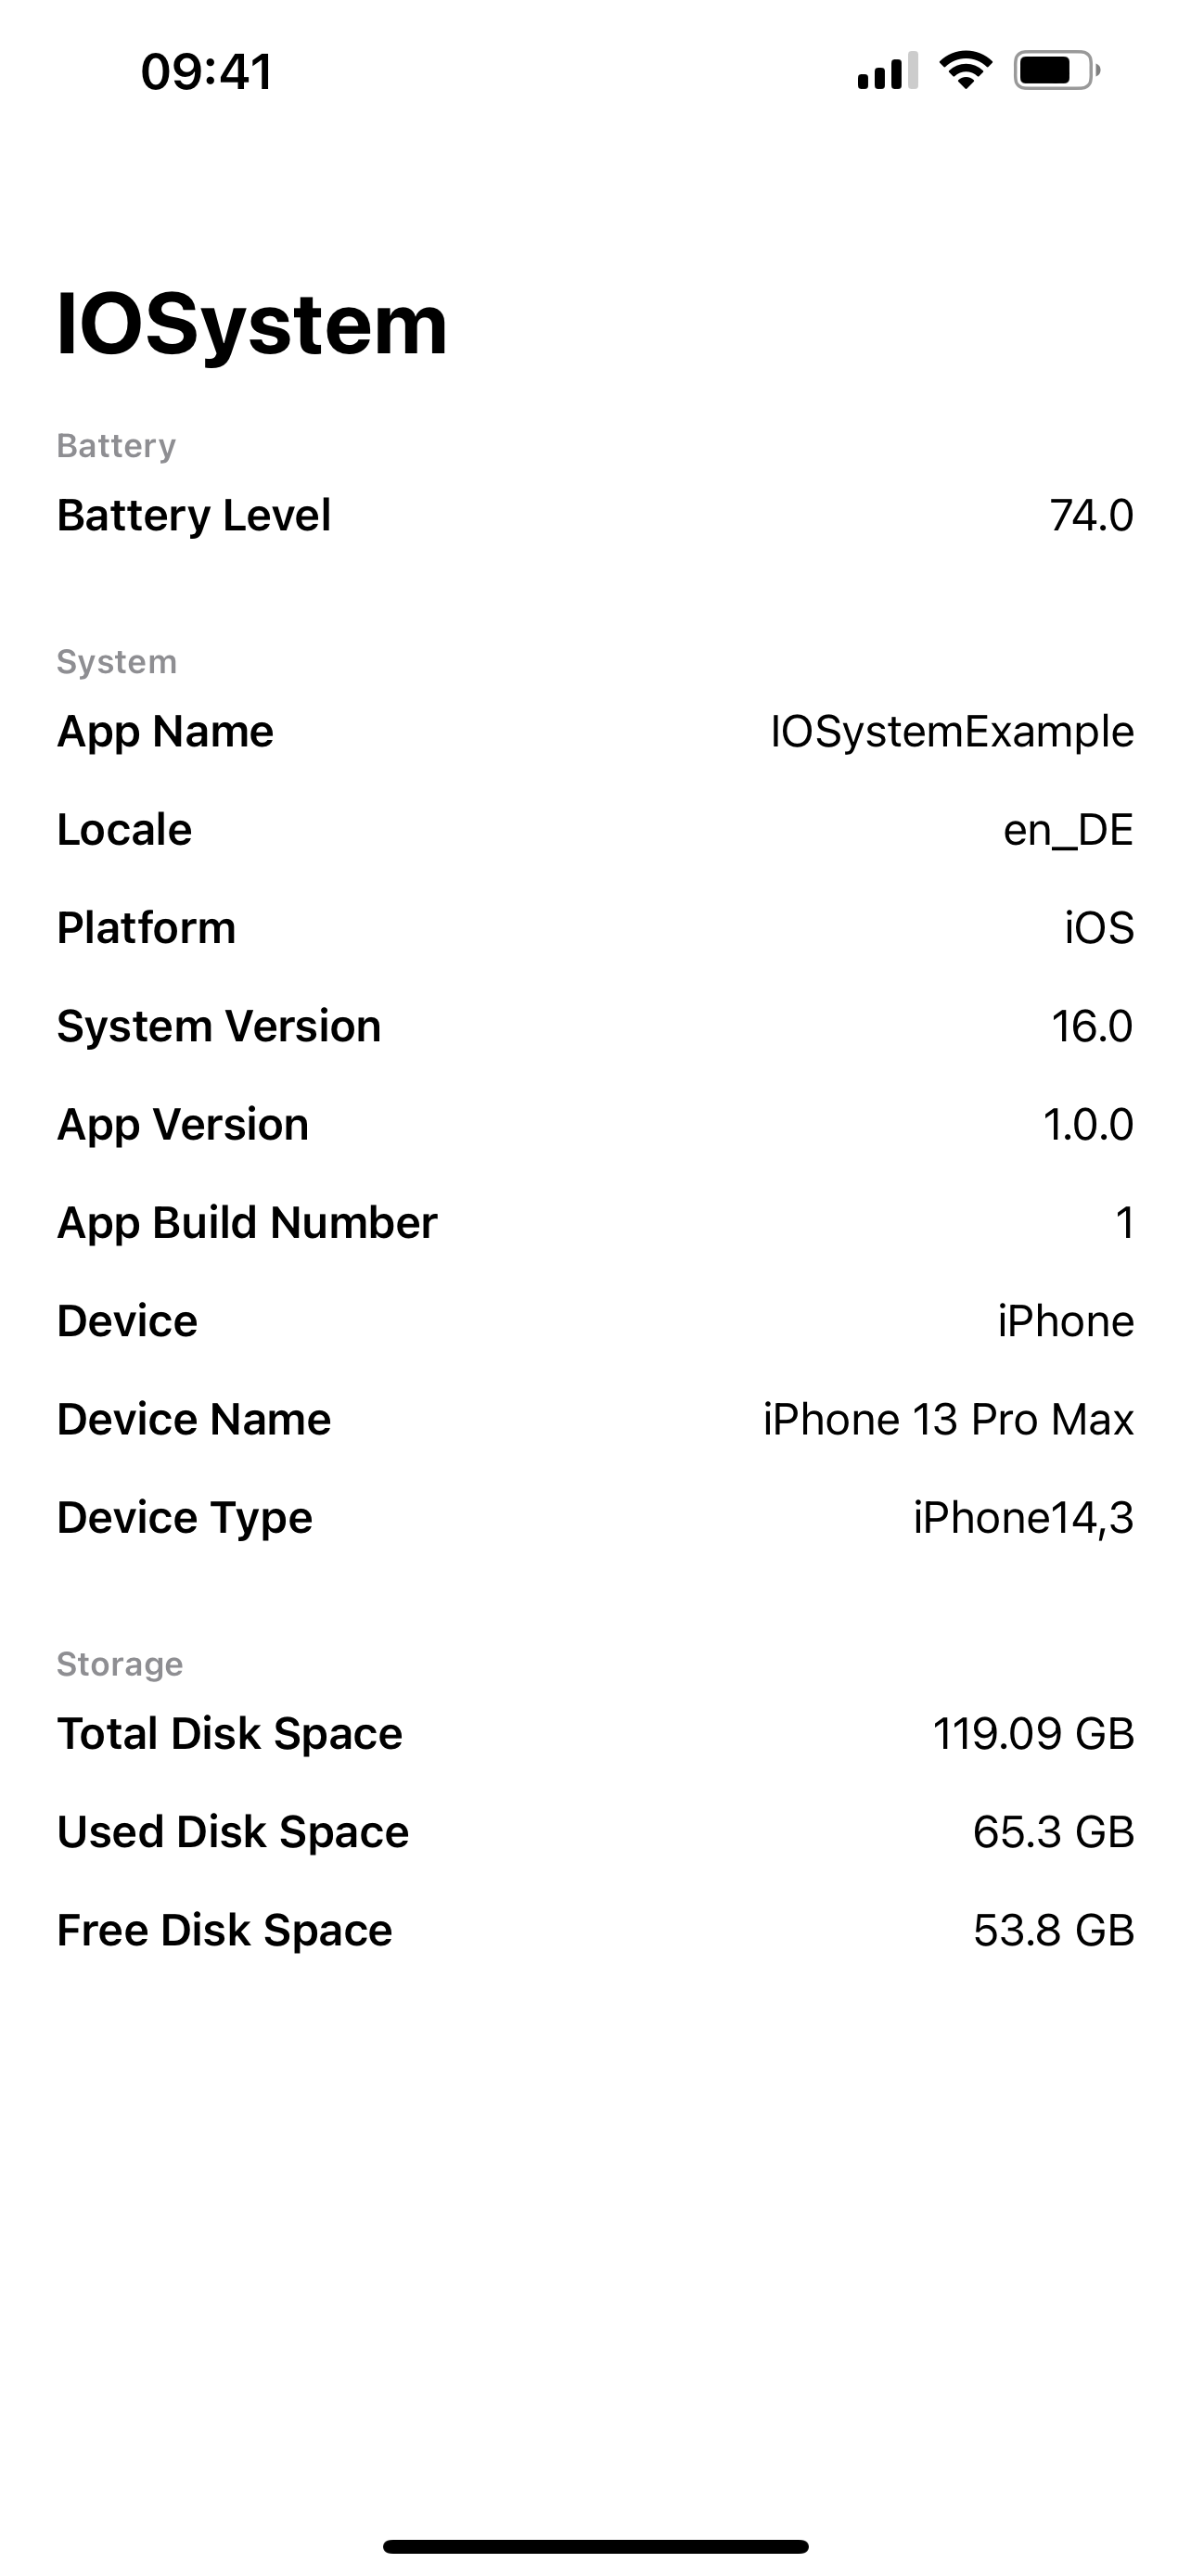 09:41
IOSystem
Battery
Battery Level 74.0
System
App Name IOSystemExample
Locale en_DE
Platform iOS
System Version 16.0
App Version 1.0.0
App Build Number 1
Device iPhone
Device Name iPhone 13 Pro Max
Device Type iPhone14,3
Storage
Total Disk Space 119.09 GB
Used Disk Space 65.3 GB
Free Disk Space 53.8 GB